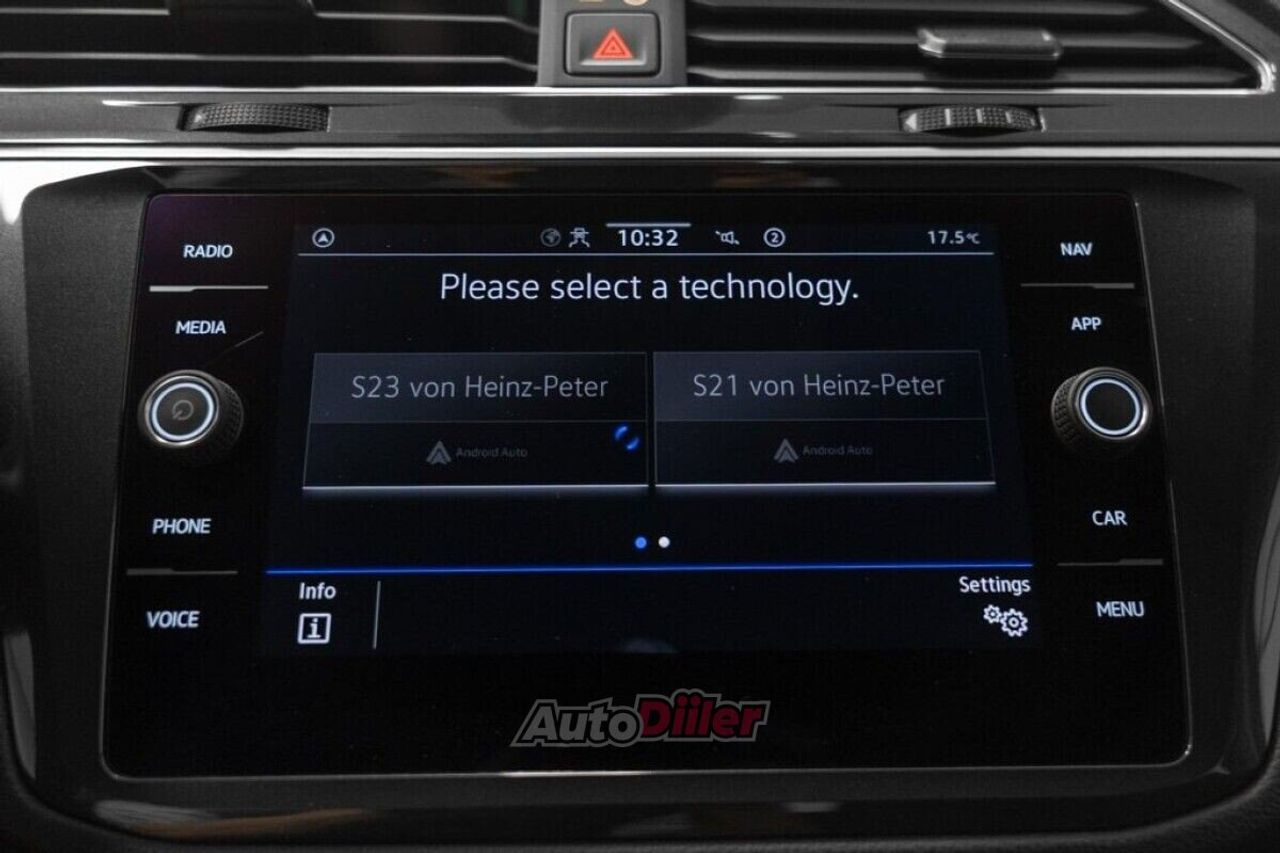 RADIO
MEDIA
PHONE
VOICE
10:32
2
17.5°C
Please select a technology.
S23 von Heinz-Peter
Android Auto
S21 von Heinz-Peter
Android Auto
Info
i
Settings
NAV
APP
CAR
MENU
AutoDiiler